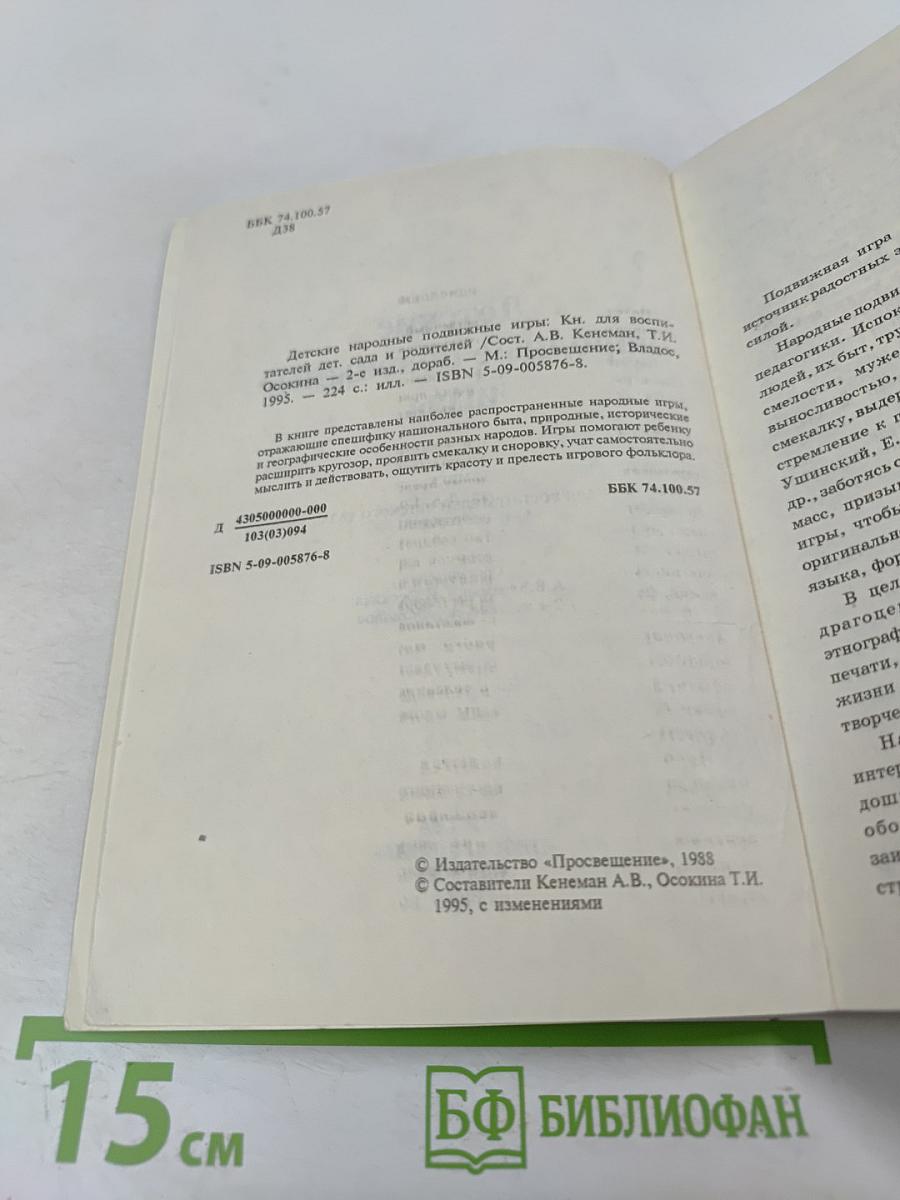 ББК 74.100.57
Д38
Детские народные подвижные игры: Кн. для воспи-
тателей дет. сада и родителей /Сост. А.В. Кенеман, Т.И.
Осокина — 2-е изд., дораб. — М.: Просвещение; Владос,
1995. — 224 с.: илл. — ISBN 5-09-005876-8.
В книге представлены наиболее распространенные народные игры,
отражающие специфику национального быта, природные, исторические
и географические особенности разных народов. Игры помогают ребенку
расширить кругозор, проявить смекалку и сноровку, учат самостоятельно
мыслить и действовать, ощутить красоту и прелесть игрового фольклора.
ББК 74.100.57
Д 4305000000-000
103(03)094
ISBN 5-09-005876-8
© Издательство «Просвещение», 1988
© Составители Кенеман А.В., Осокина Т.И.
1995, с изменениями
Подвижная игра
источник радостных э
силой.
Народные подви
педагогики. Испок
людей, их быт, тру
смелости, муже
выносливостью,
смекалку, выдер
стремление к п
Ушинский, Е.
др., заботясь о
масс, призыв
игры, чтобы
оригинальн
языка, фор
В цел
драгоце
этнограф
печати,
жизни
творче
На
интер
дош
обо
заи
ст
15 см
БФ БИБЛИОФАН